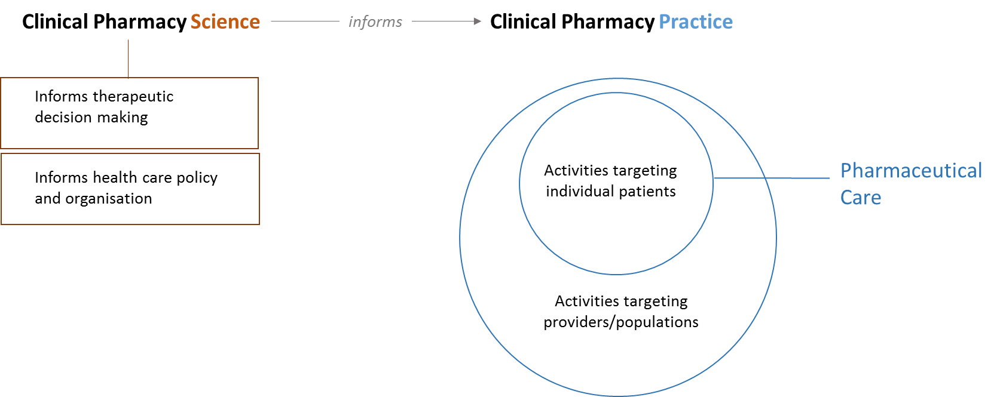 Clinical Pharmacy Science informs Clinical Pharmacy Practice
Informs therapeutic
decision making
Informs health care policy
and organisation
Activities targeting
individual patients
Pharmaceutical
Care
Activities targeting
providers/populations